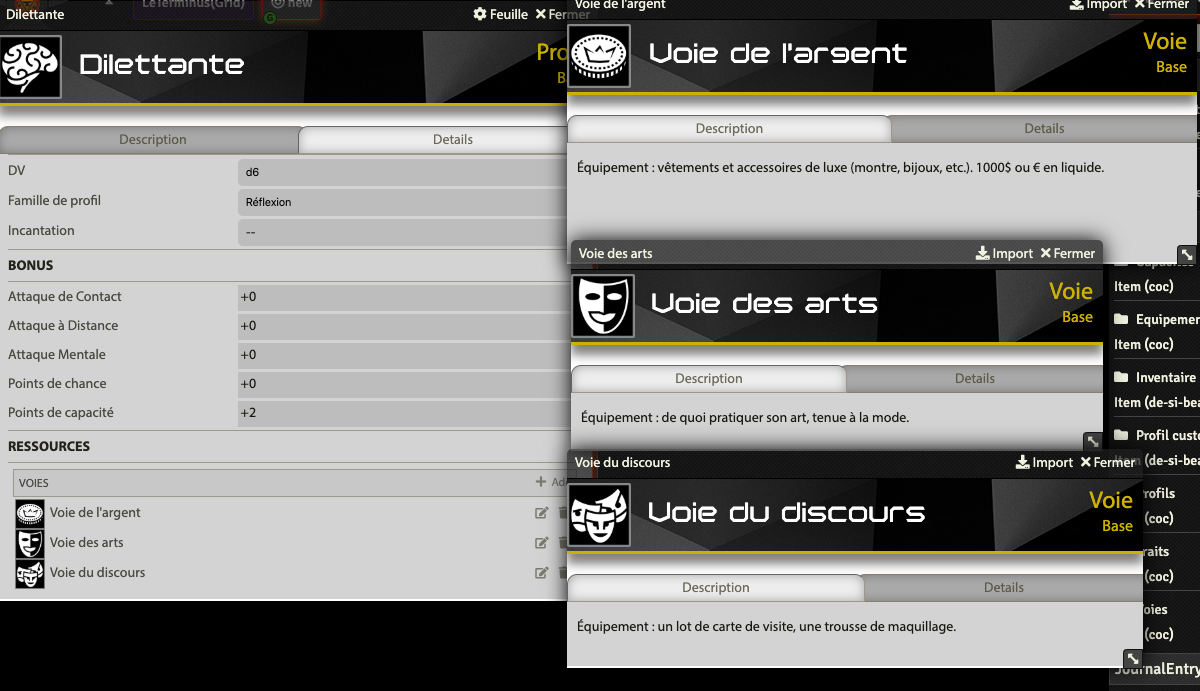 LeTerminus(Grid)
new
Dilettante
Feuille
Fermer
Dilettante
Description
Details
DV
d6
Famille de profil
Réflexion
Incantation
--
BONUS
Attaque de Contact
+0
Attaque à Distance
+0
Attaque Mentale
+0
Points de chance
+0
Points de capacité
+2
RESSOURCES
VOIES
Voie de l'argent
Voie des arts
Voie du discours
Voie de l'argent
Import
Fermer
Voie de l'argent
Voie
Base
Description
Details
Équipement : vêtements et accessoires de luxe (montre, bijoux, etc.). 1000$ ou € en liquide.
Voie des arts
Import
Fermer
Voie des arts
Voie
Base
Description
Details
Équipement : de quoi pratiquer son art, tenue à la mode.
Voie du discours
Import
Fermer
Voie du discours
Voie
Base
Description
Details
Équipement : un lot de carte de visite, une trousse de maquillage.
Item (coc)
Equipemen
Item (coc)
Inventaire
Item (de-si-bea
Profil custo
(de-si-bea
rofils
(coc)
raits
(coc)
oies
(coc)
JournalEntry